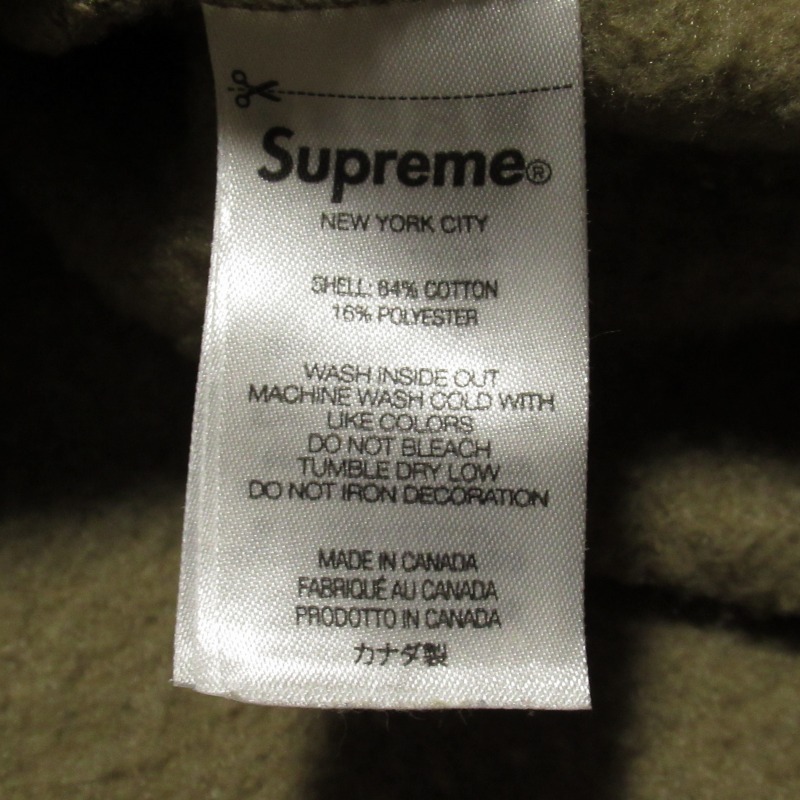 Supreme®
NEW YORK CITY
SHELL: 84% COTTON
16% POLYESTER
WASH INSIDE OUT
MACHINE WASH COLD WITH
LIKE COLORS
DO NOT BLEACH
TUMBLE DRY LOW
DO NOT IRON DECORATION
MADE IN CANADA
FABRIQUÉ AU CANADA
PRODOTTO IN CANADA
カナダ製